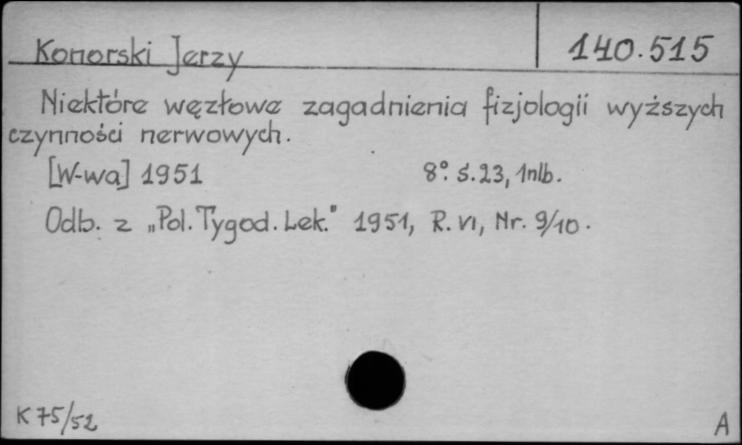 Konorski Jerzy 140.515
Niektóre węzłowe zagadnienia fizjologii wyższych
czynności nerwowych.
[W-wa] 1951 8° s.23, 1nlb.
Odb. z „Pol. Tygod. Lek." 1951, R. VI, Nr. 9/10.
K 75/52 A